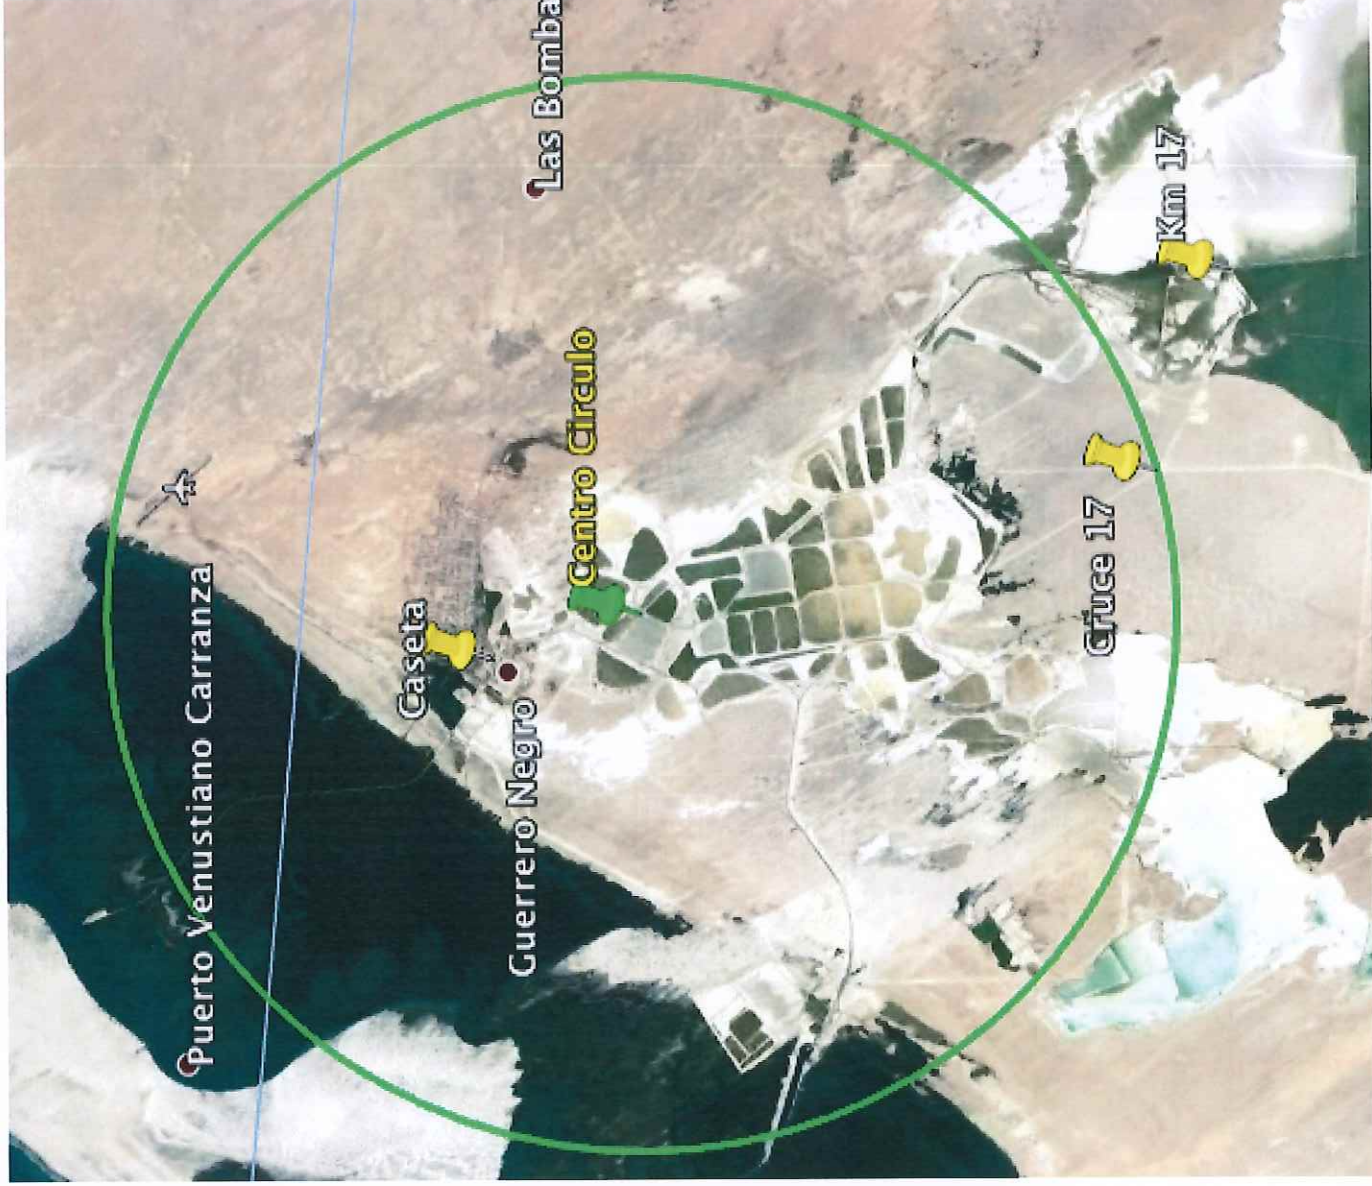 Puerto Venustiano Carranza
Caseta
Guerrero Negro
Las Bomba
Centro Circulo
Cruce 17
Km 17